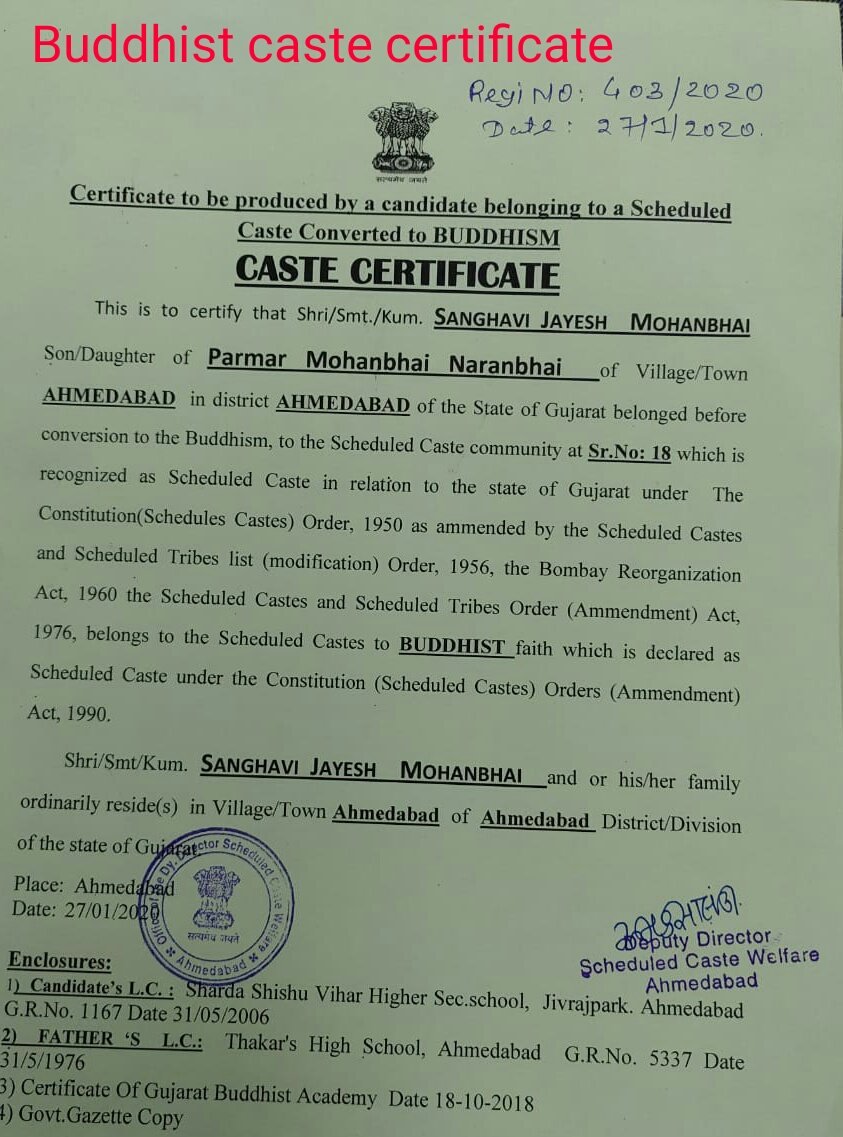 Buddhist caste certificate
Regi NO: 403/2020
Date: 27/1/2020.
सत्यमेव जयते
Certificate to be produced by a candidate belonging to a Scheduled
Caste Converted to BUDDHISM
CASTE CERTIFICATE
This is to certify that Shri/Smt./Kum. SANGHAVI JAYESH MOHANBHAI
Son/Daughter of Parmar Mohanbhai Naranbhai of Village/Town
AHMEDABAD in district AHMEDABAD of the State of Gujarat belonged before
conversion to the Buddhism, to the Scheduled Caste community at Sr.No: 18 which is
recognized as Scheduled Caste in relation to the state of Gujarat under The
Constitution(Schedules Castes) Order, 1950 as ammended by the Scheduled Castes
and Scheduled Tribes list (modification) Order, 1956, the Bombay Reorganization
Act, 1960 the Scheduled Castes and Scheduled Tribes Order (Ammendment) Act,
1976, belongs to the Scheduled Castes to BUDDHIST faith which is declared as
Scheduled Caste under the Constitution (Scheduled Castes) Orders (Ammendment)
Act, 1990.
Shri/Smt/Kum. SANGHAVI JAYESH MOHANBHAI and or his/her family
ordinarily reside(s) in Village/Town Ahmedabad of Ahmedabad District/Division
of the state of Gujarat.
Place: Ahmedabad
Date: 27/01/2020
Office of the Dy. Director Scheduled Caste Welfare
सत्यमेव जयते
Ahmedabad
Deputy Director
Scheduled Caste Welfare
Ahmedabad
Enclosures:
1) Candidate's L.C. : Sharda Shishu Vihar Higher Sec.school, Jivrajpark. Ahmedabad
G.R.No. 1167 Date 31/05/2006
2) FATHER 'S L.C.: Thakar's High School, Ahmedabad G.R.No. 5337 Date
31/5/1976
3) Certificate Of Gujarat Buddhist Academy Date 18-10-2018
4) Govt.Gazette Copy